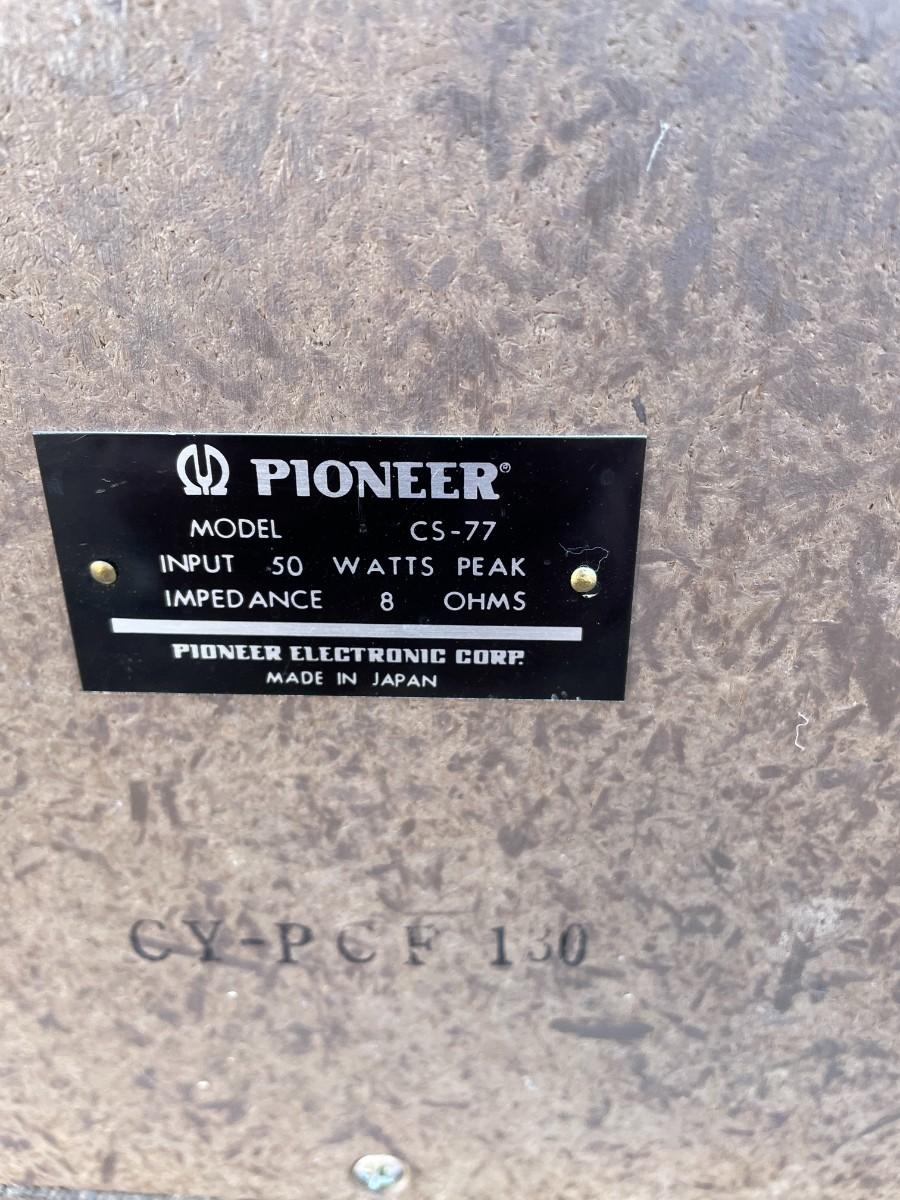 PIONEER®
MODEL CS-77
INPUT 50 WATTS PEAK
IMPEDANCE 8 OHMS
PIONEER ELECTRONIC CORP.
MADE IN JAPAN
CY-PCF